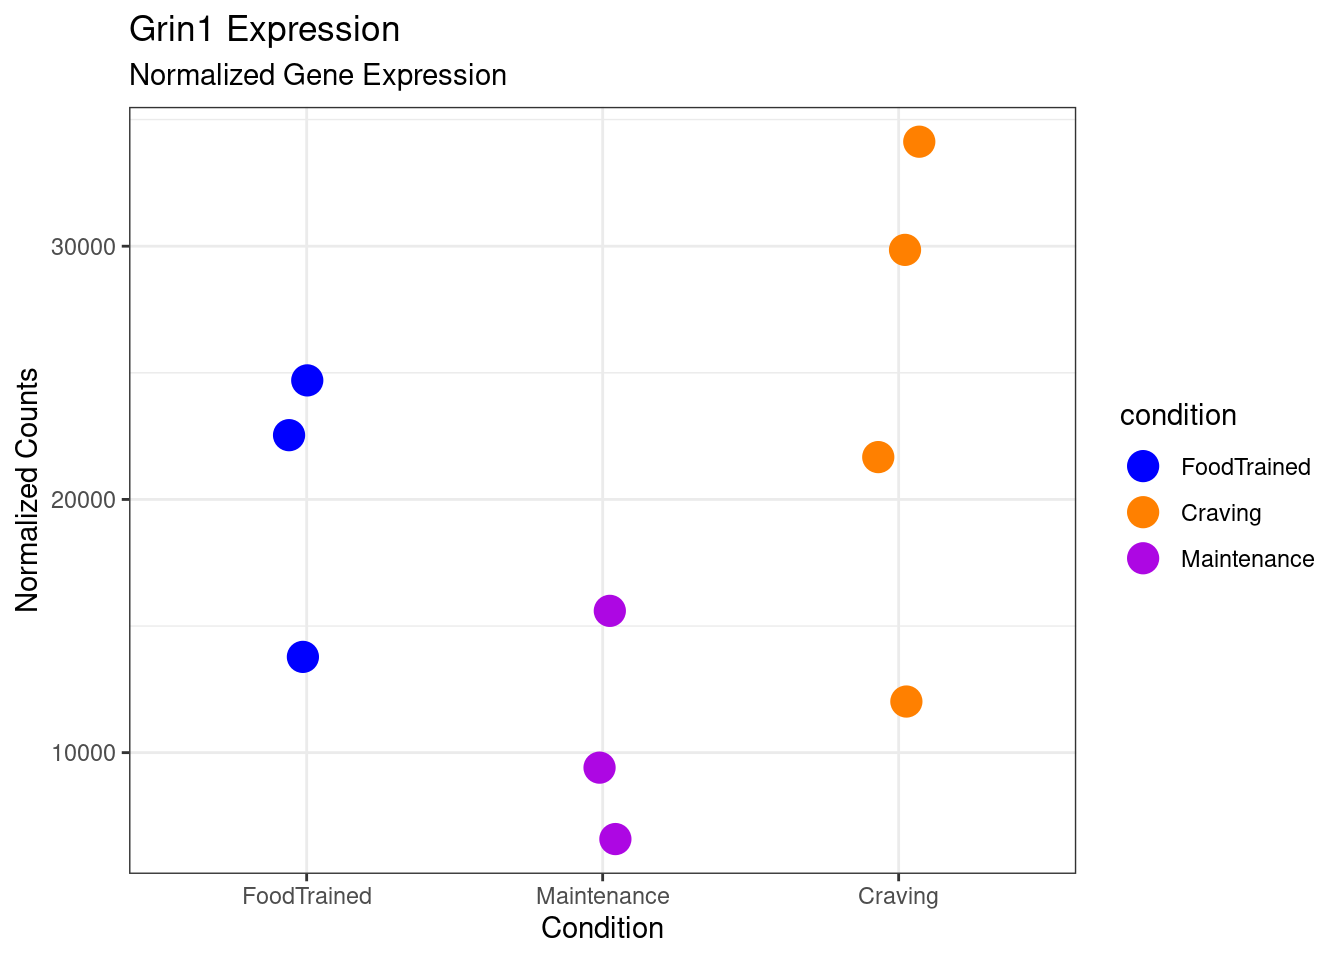 Grin1 Expression
Normalized Gene Expression
Normalized Counts
30000
20000
10000
FoodTrained
Maintenance
Craving
Condition
condition
FoodTrained
Craving
Maintenance